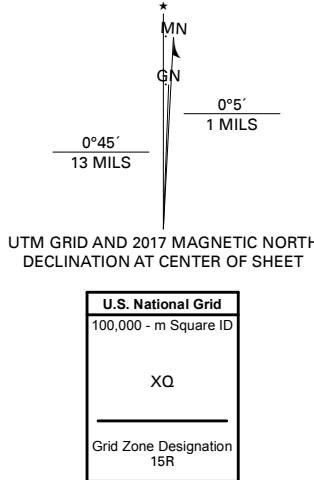 ★
MN
GN
0°5´
1 MILS
0°45´
13 MILS
UTM GRID AND 2017 MAGNETIC NORTH
DECLINATION AT CENTER OF SHEET
U.S. National Grid
100,000 - m Square ID
XQ
Grid Zone Designation
15R